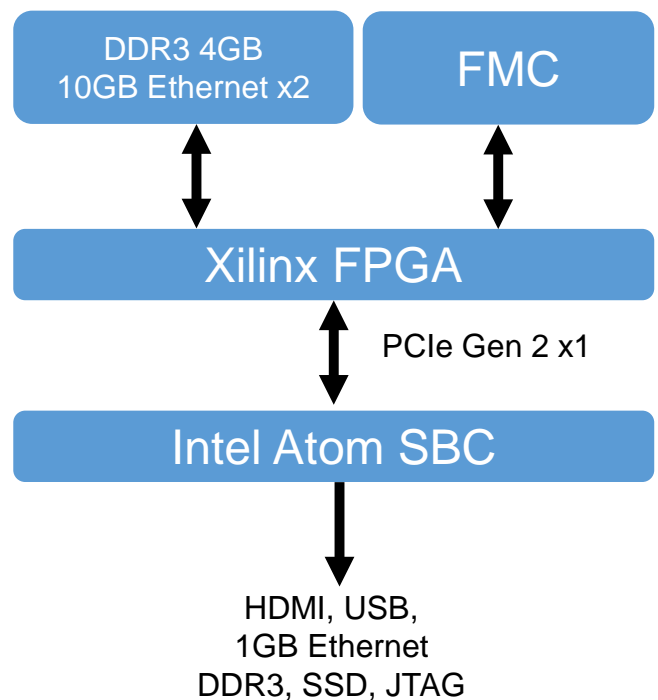 DDR3 4GB
10GB Ethernet x2
FMC
Xilinx FPGA
PCIe Gen 2 x1
Intel Atom SBC
HDMI, USB,
1GB Ethernet
DDR3, SSD, JTAG